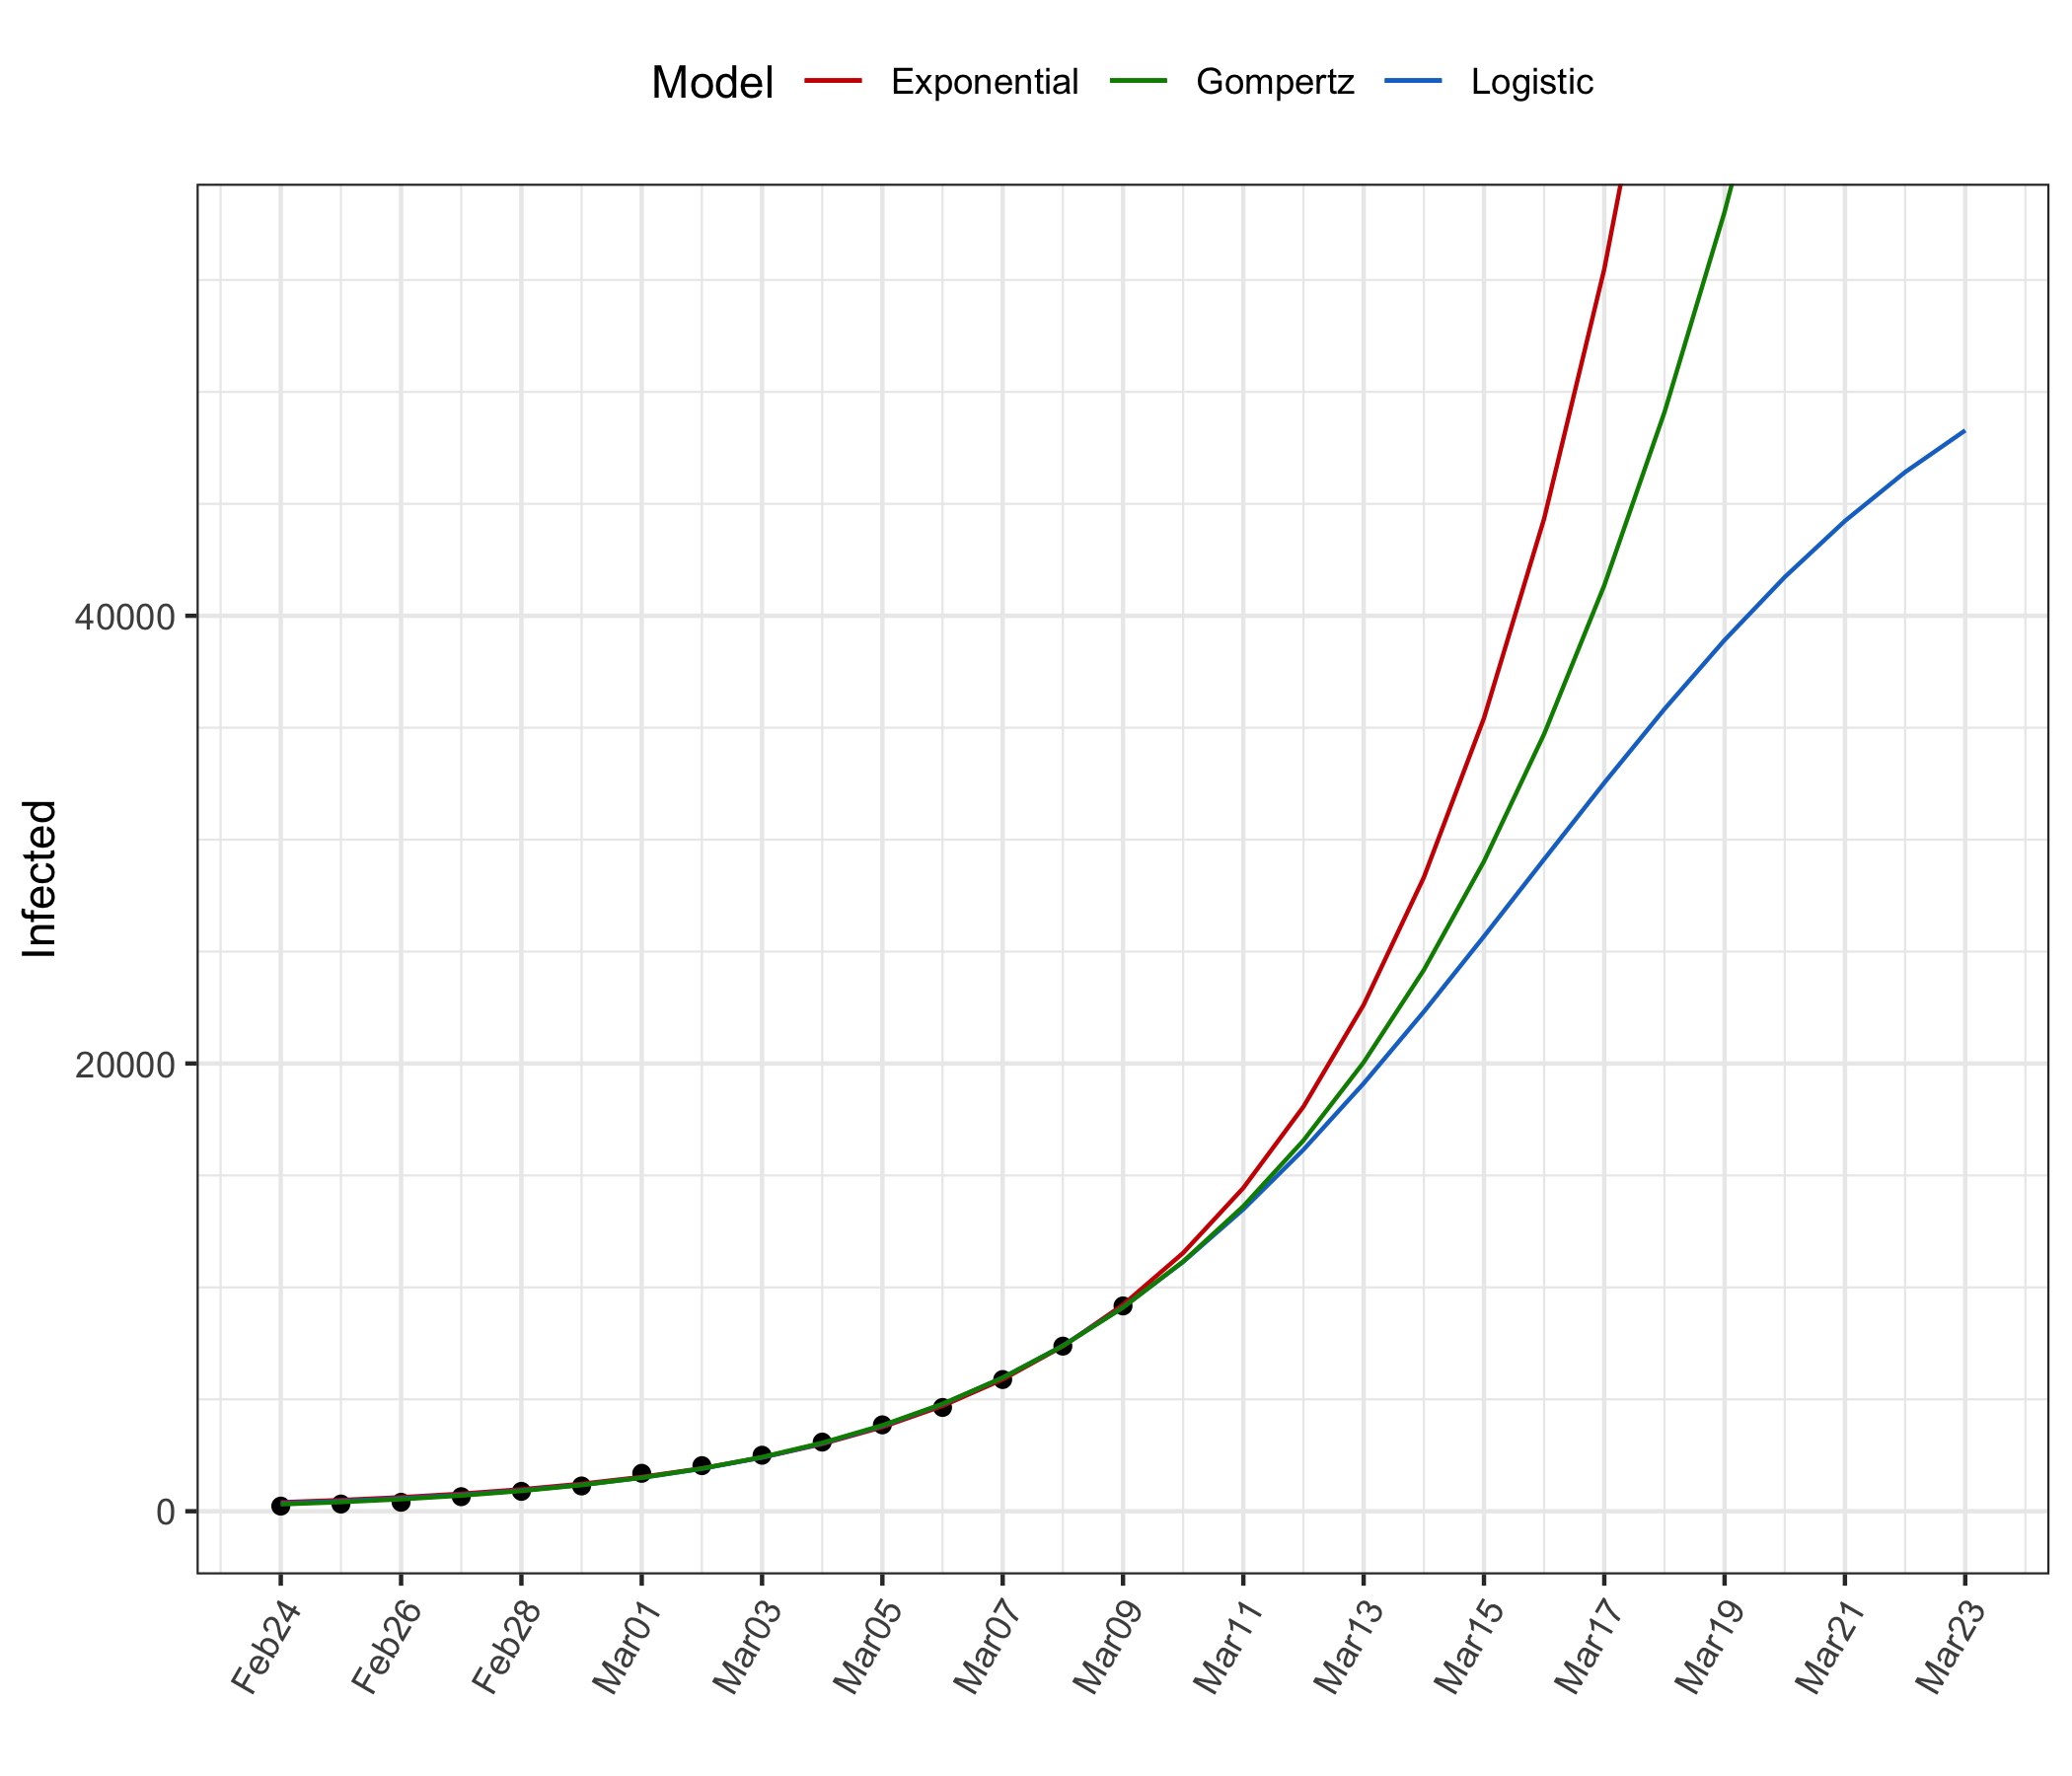 Model Exponential Gompertz Logistic
Infected
40000
20000
0
Feb24 Feb26 Feb28 Mar01 Mar03 Mar05 Mar07 Mar09 Mar11 Mar13 Mar15 Mar17 Mar19 Mar21 Mar23